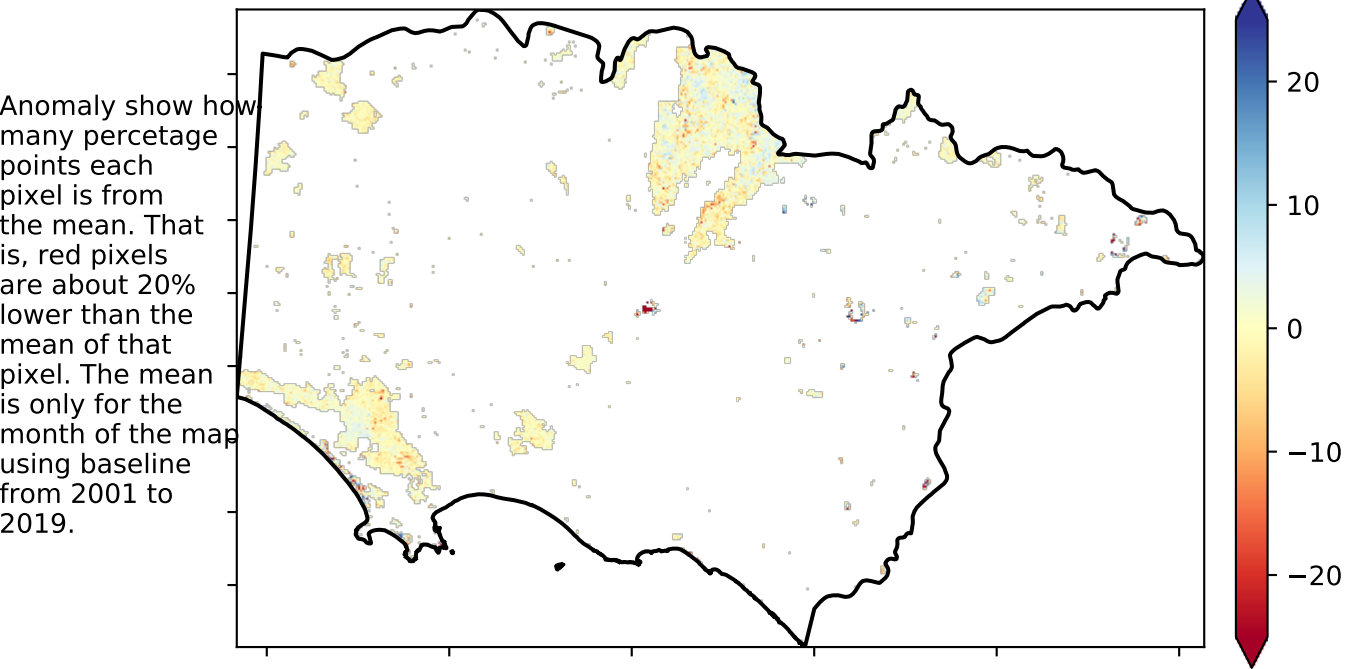 Anomaly show how
many percetage
points each
pixel is from
the mean. That
is, red pixels
are about 20%
lower than the
mean of that
pixel. The mean
is only for the
month of the map
using baseline
from 2001 to
2019.
20
10
0
−10
−20